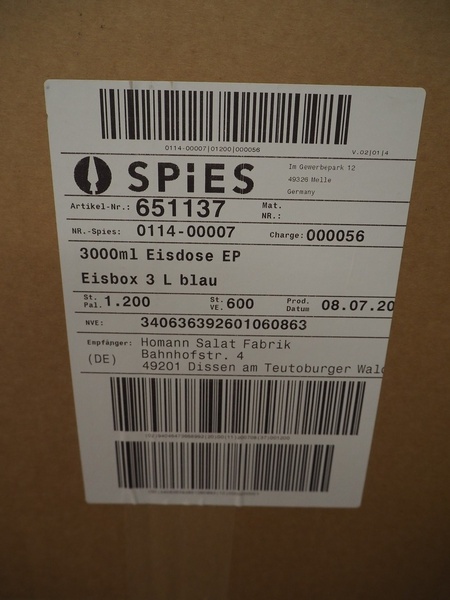 0114-00007|01200|000056
V.02|01|4
SPiES
Im Gewerbepark 12
49326 Melle
Germany
Artikel-Nr.: 651137
Mat. NR.:
NR.-Spies: 0114-00007 Charge: 000056
3000ml Eisdose EP
Eisbox 3 L blau
St. Pal. 1.200 St. VE. 600 Prod. Datum 08.07.20
NVE: 340636392601060863
Empfänger: Homann Salat Fabrik
(DE) Bahnhofstr. 4
49201 Dissen am Teutoburger Wal